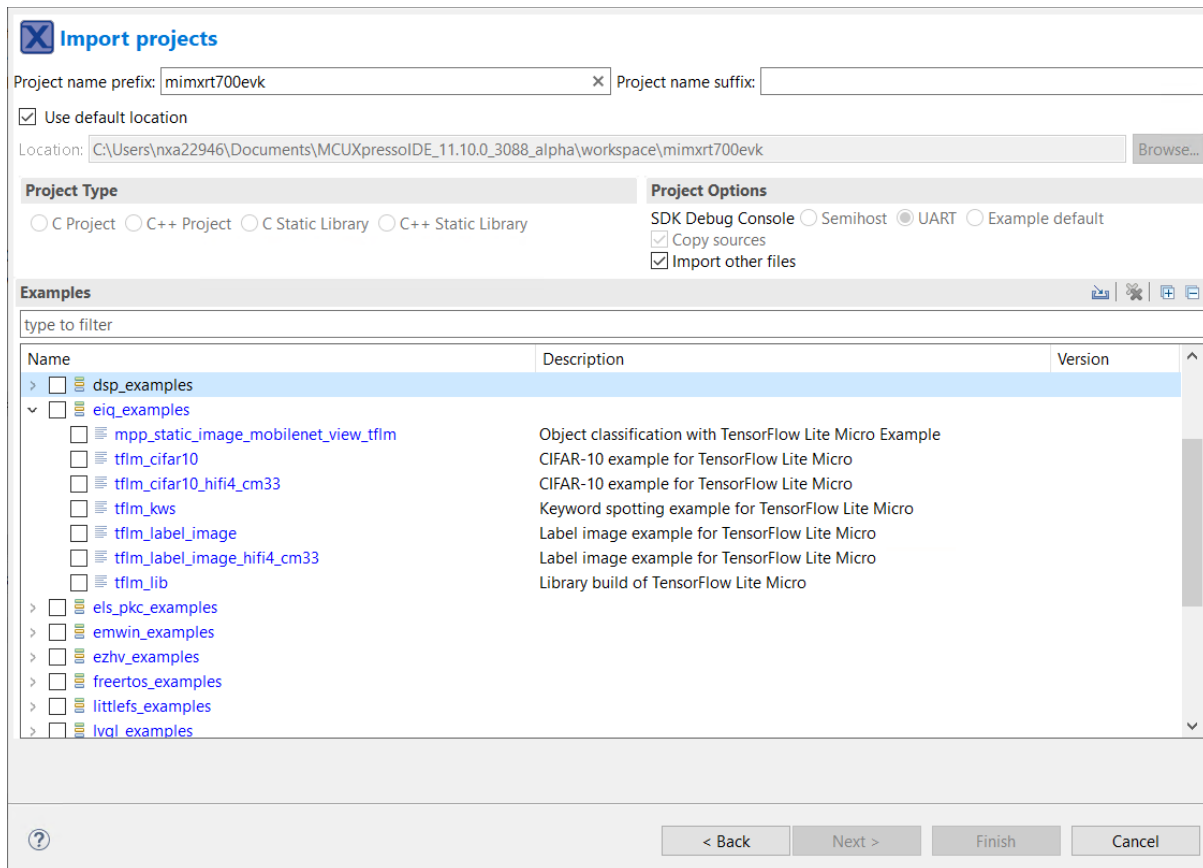 Import projects
Project name prefix: mimxrt700evk Project name suffix:
Use default location
Location: C:\Users\nxa22946\Documents\MCUXpressoIDE_11.10.0_3088_alpha\workspace\mimxrt700evk Browse...
Project Type Project Options
C Project C++ Project C Static Library C++ Static Library SDK Debug Console Semihost UART Example default
Copy sources
Import other files
Examples
type to filter
Name Description Version
dsp_examples
eiq_examples
mpp_static_image_mobilenet_view_tflm Object classification with TensorFlow Lite Micro Example
tflm_cifar10 CIFAR-10 example for TensorFlow Lite Micro
tflm_cifar10_hifi4_cm33 CIFAR-10 example for TensorFlow Lite Micro
tflm_kws Keyword spotting example for TensorFlow Lite Micro
tflm_label_image Label image example for TensorFlow Lite Micro
tflm_label_image_hifi4_cm33 Label image example for TensorFlow Lite Micro
tflm_lib Library build of TensorFlow Lite Micro
els_pkc_examples
emwin_examples
ezhv_examples
freertos_examples
littlefs_examples
lvgl_examples
< Back Next > Finish Cancel